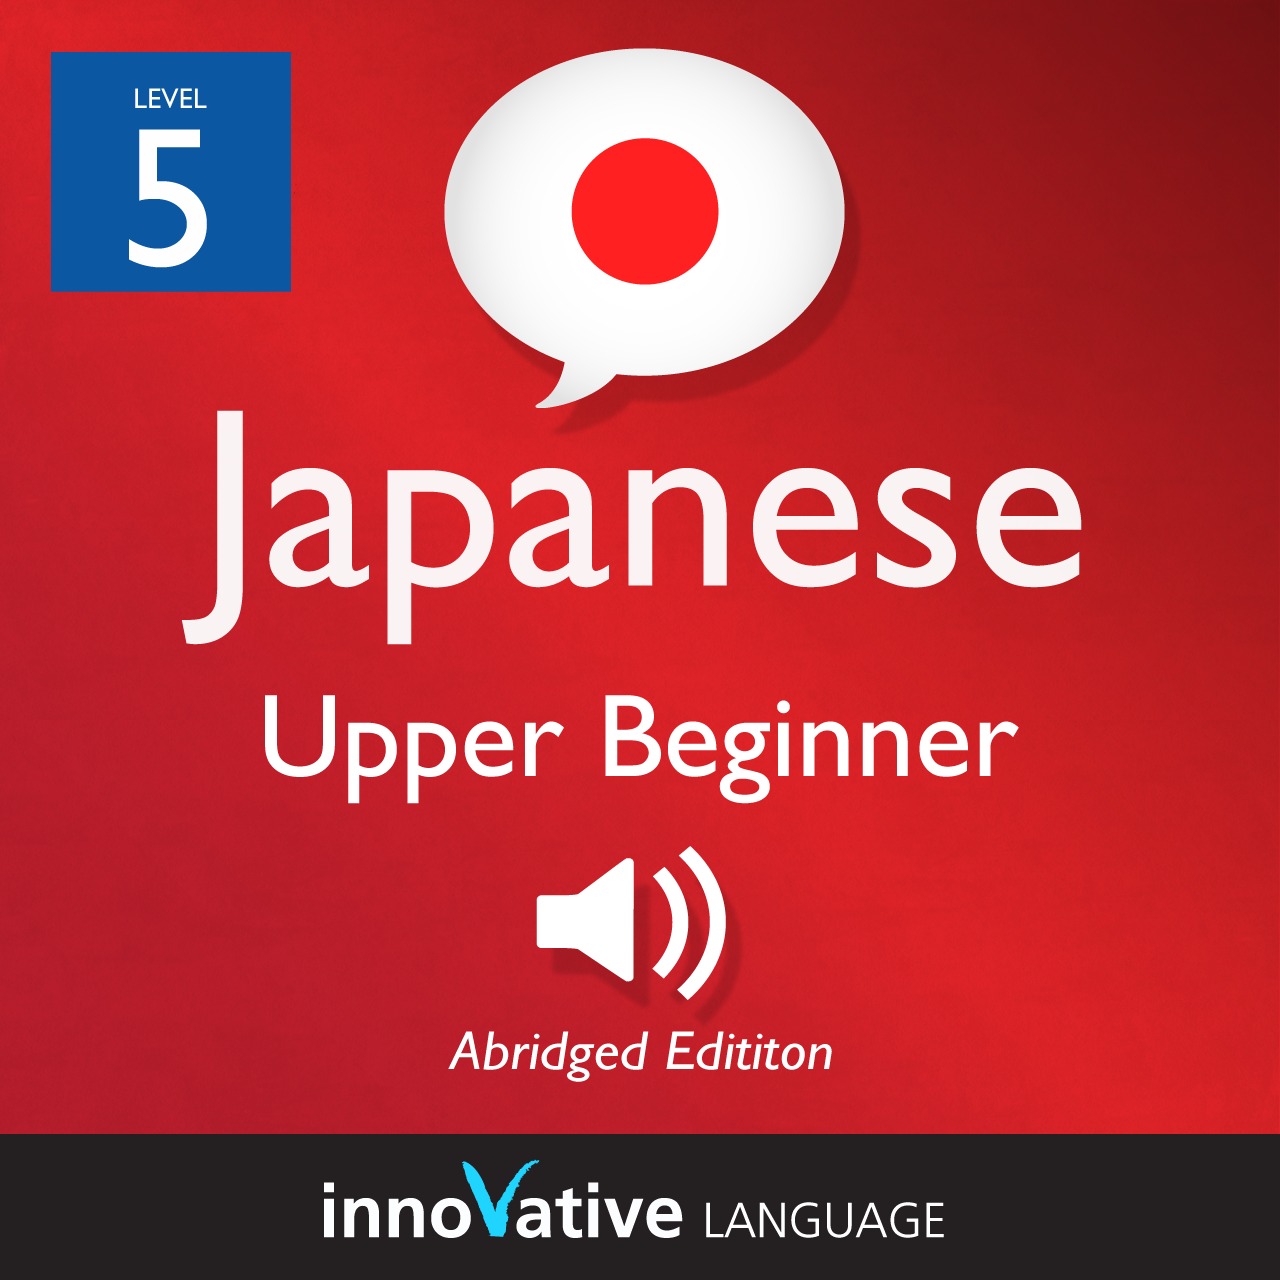 LEVEL
5
Japanese
Upper Beginner
Abridged Edititon
innoVative LANGUAGE